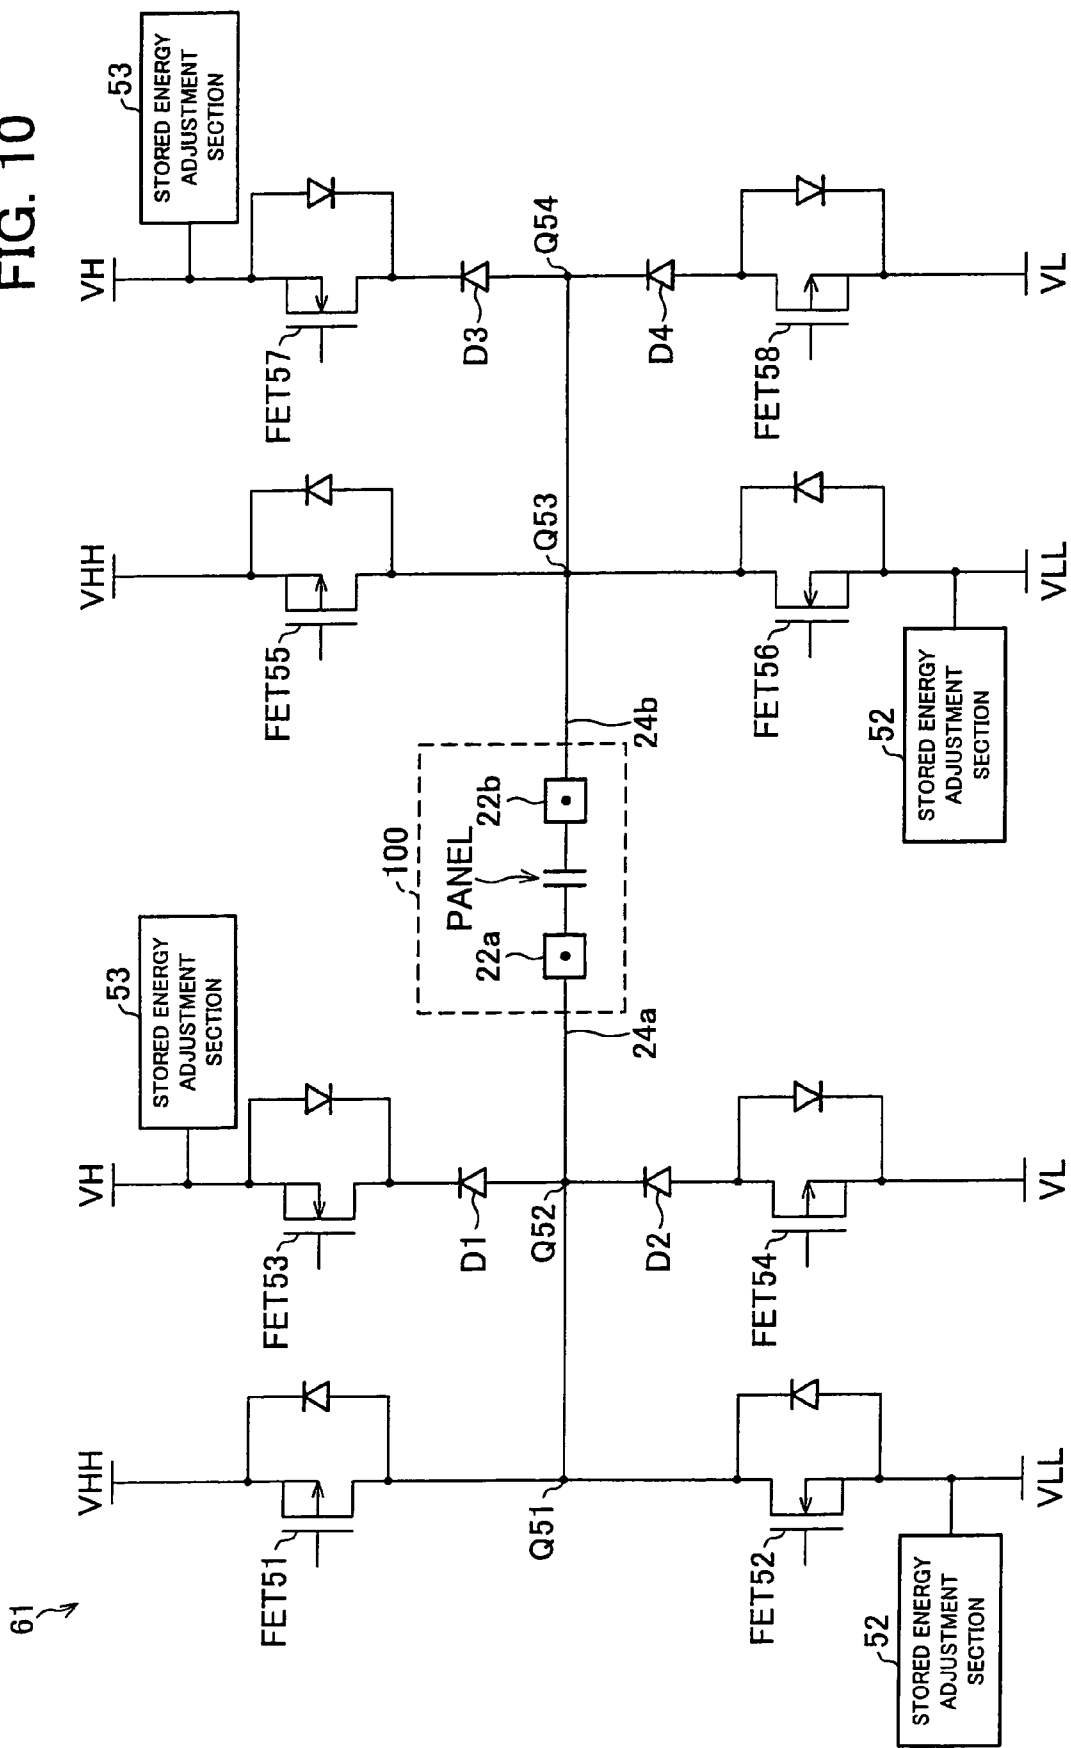 FIG. 10
61
VHH
VH
VHH
VH
53
STORED ENERGY
ADJUSTMENT
SECTION
53
STORED ENERGY
ADJUSTMENT
SECTION
FET51
FET53
FET55
FET57
D1
D3
100
PANEL
22a
22b
Q51
Q52
Q53
Q54
24a
24b
D2
D4
FET52
FET54
FET56
FET58
52
STORED ENERGY
ADJUSTMENT
SECTION
52
STORED ENERGY
ADJUSTMENT
SECTION
VLL
VL
VLL
VL